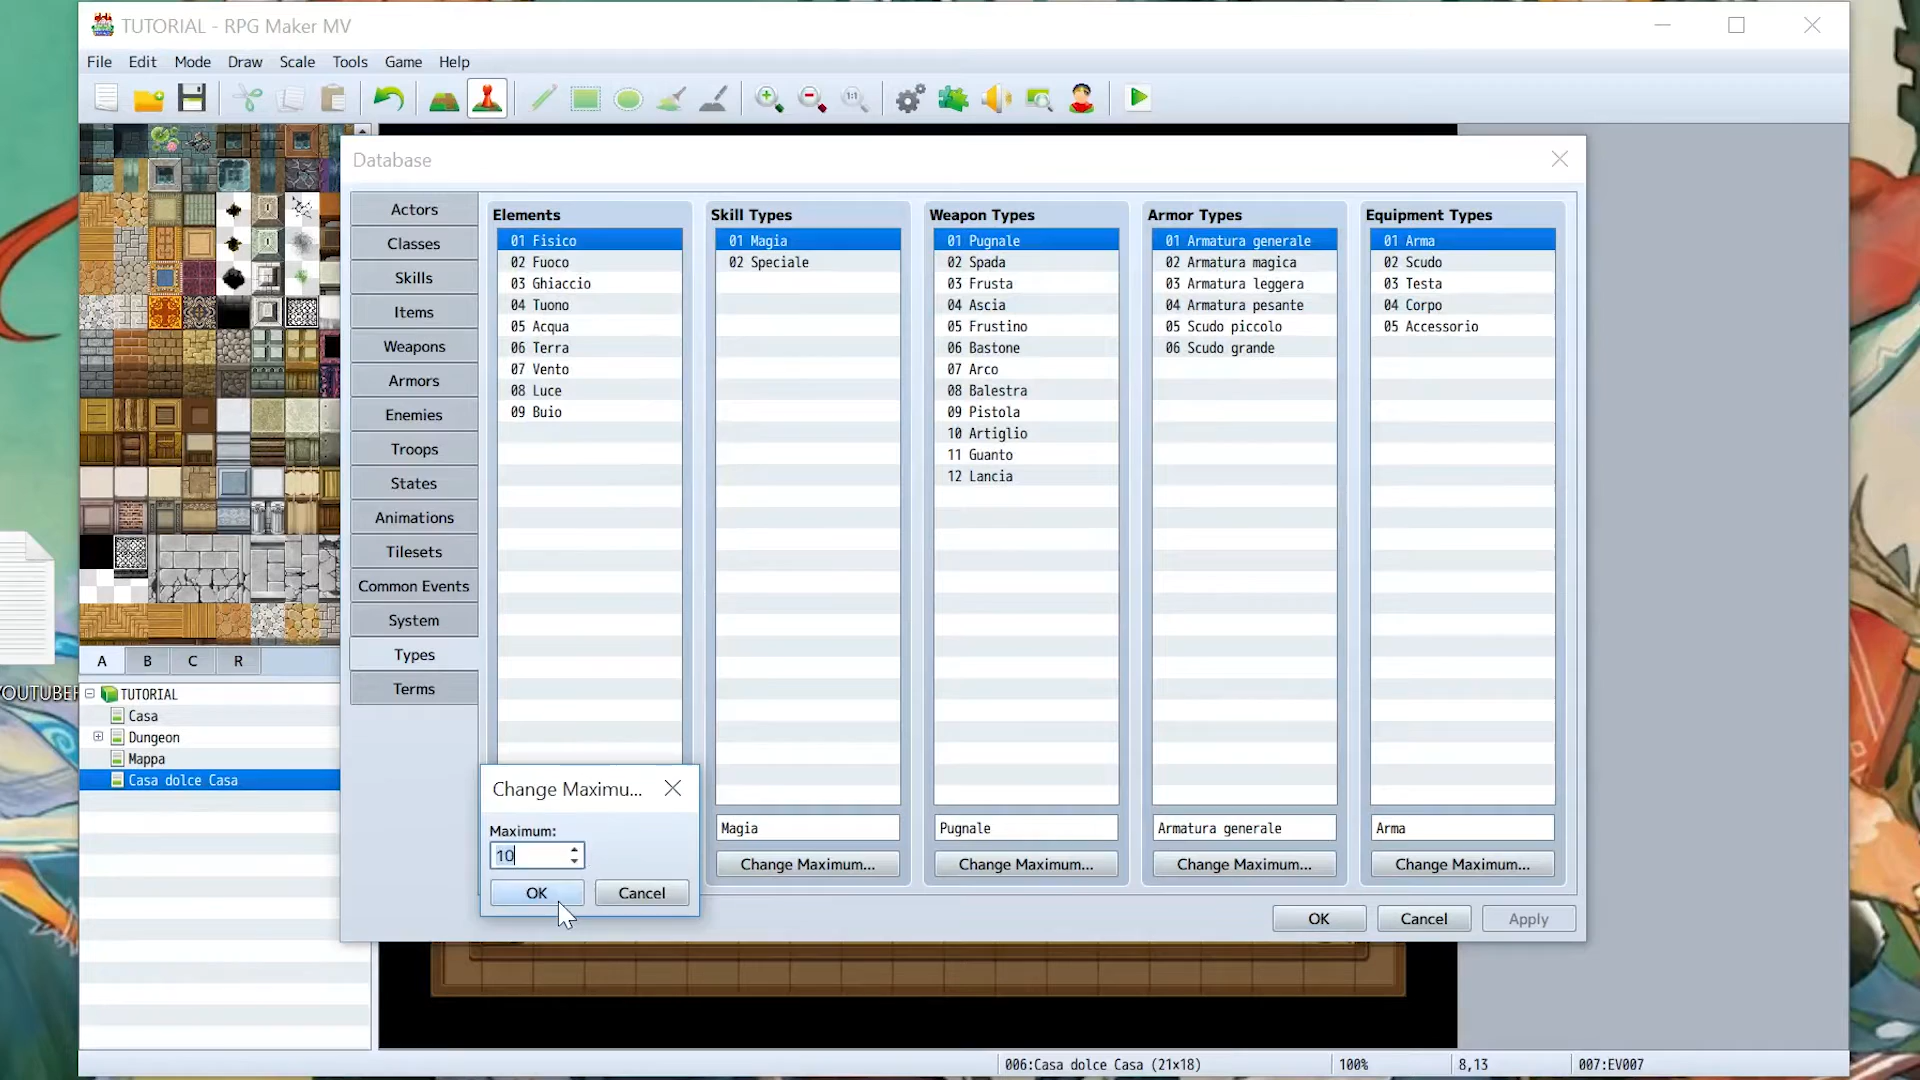 TUTORIAL - RPG Maker MV
File Edit Mode Draw Scale Tools Game Help
1:1
Database
Actors
Classes
Skills
Items
Weapons
Armors
Enemies
Troops
States
Animations
Tilesets
Common Events
System
Types
Terms
Elements
01 Fisico
02 Fuoco
03 Ghiaccio
04 Tuono
05 Acqua
06 Terra
07 Vento
08 Luce
09 Buio
Skill Types
01 Magia
02 Speciale
Magia
Change Maximum...
Weapon Types
01 Pugnale
02 Spada
03 Frusta
04 Ascia
05 Frustino
06 Bastone
07 Arco
08 Balestra
09 Pistola
10 Artiglio
11 Guanto
12 Lancia
Pugnale
Change Maximum...
Armor Types
01 Armatura generale
02 Armatura magica
03 Armatura leggera
04 Armatura pesante
05 Scudo piccolo
06 Scudo grande
Armatura generale
Change Maximum...
Equipment Types
01 Arma
02 Scudo
03 Testa
04 Corpo
05 Accessorio
Arma
Change Maximum...
Change Maximu...
Maximum:
10
OK Cancel
OK Cancel Apply
A B C R
TUTORIAL
Casa
Dungeon
Mappa
Casa dolce Casa
006:Casa dolce Casa (21x18) 100% 8,13 007:EV007